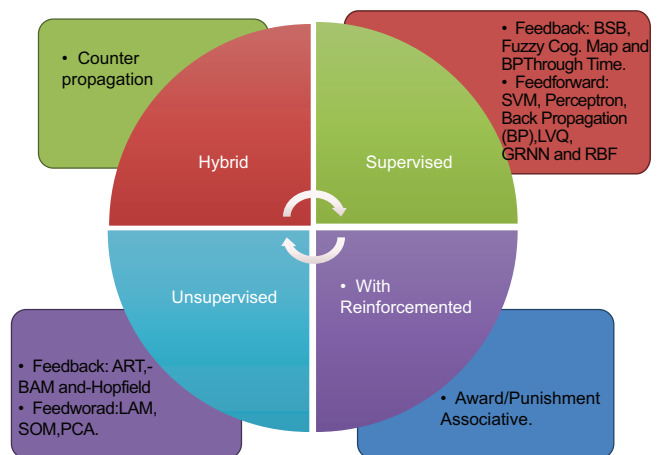 • Counter
propagation
• Feedback: BSB,
Fuzzy Cog. Map and
BPThrough Time.
• Feedforward:
SVM, Perceptron,
Back Propagation
(BP),LVQ,
GRNN and RBF
Hybrid
Supervised
Unsupervised
• With
Reinforcemented
• Feedback: ART,-
BAM and-Hopfield
• Feedworad:LAM,
SOM,PCA.
• Award/Punishment
Associative.